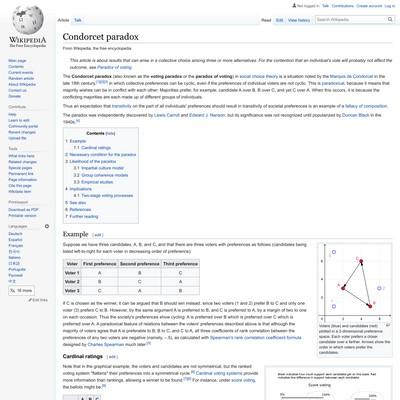 WIKIPEDIA
The Free Encyclopedia
Not logged in Talk Contributions Create account Log in
Article Talk
Read Edit View history
Search Wikipedia
Main page
Contents
Current events
Random article
About Wikipedia
Contact us
Donate
Contribute
Help
Learn to edit
Community portal
Recent changes
Upload file
Tools
What links here
Related changes
Special pages
Permanent link
Page information
Cite this page
Wikidata item
Print/export
Download as PDF
Printable version
Languages
Deutsch
Español
Français
한국어
Italiano
Русский
中文
16 more
Edit links
Condorcet paradox
From Wikipedia, the free encyclopedia
This article is about results that can arise in a collective choice among three or more alternatives. For the contention that an individual's vote will probably not affect the
outcome, see Paradox of voting.
The Condorcet paradox (also known as the voting paradox or the paradox of voting) in social choice theory is a situation noted by the Marquis de Condorcet in the
late 18th century, in which collective preferences can be cyclic, even if the preferences of individual voters are not cyclic. This is paradoxical, because it means that
majority wishes can be in conflict with each other: Majorities prefer, for example, candidate A over B, B over C, and yet C over A. When this occurs, it is because the
conflicting majorities are each made up of different groups of individuals.
Thus an expectation that transitivity on the part of all individuals' preferences should result in transitivity of societal preferences is an example of a fallacy of composition.
The paradox was independently discovered by Lewis Carroll and Edward J. Nanson, but its significance was not recognized until popularized by Duncan Black in the
1940s.
Contents [hide]
1 Example
1.1 Cardinal ratings
2 Necessary condition for the paradox
3 Likelihood of the paradox
3.1 Impartial culture model
3.2 Group coherence models
3.3 Empirical studies
4 Implications
4.1 Two-stage voting processes
5 See also
6 References
7 Further reading
Example [edit]
Suppose we have three candidates, A, B, and C, and that there are three voters with preferences as follows (candidates being
listed left-to-right for each voter in decreasing order of preference):
Voter First preference Second preference Third preference
Voter 1 A B C
Voter 2 B C A
Voter 3 C A B
If C is chosen as the winner, it can be argued that B should win instead, since two voters (1 and 2) prefer B to C and only one
voter (3) prefers C to B. However, by the same argument A is preferred to B, and C is preferred to A, by a margin of two to one
on each occasion. Thus the society's preferences show cycling: A is preferred over B which is preferred over C which is
preferred over A. A paradoxical feature of relations between the voters' preferences described above is that although the
majority of voters agree that A is preferable to B, B to C, and C to A, all three coefficients of rank correlation between the
preferences of any two voters are negative (namely, –.5), as calculated with Spearman's rank correlation coefficient formula
designed by Charles Spearman much later.
Voters (blue) and candidates (red)
plotted in a 2-dimensional preference
space. Each voter prefers a closer
candidate over a farther. Arrows show
the order in which voters prefer the
candidates.
Cardinal ratings [edit]
Note that in the graphical example, the voters and candidates are not symmetrical, but the ranked
voting system "flattens" their preferences into a symmetrical cycle. Cardinal voting systems provide
more information than rankings, allowing a winner to be found. For instance, under score voting,
the ballots might be:
A B C
Score voting